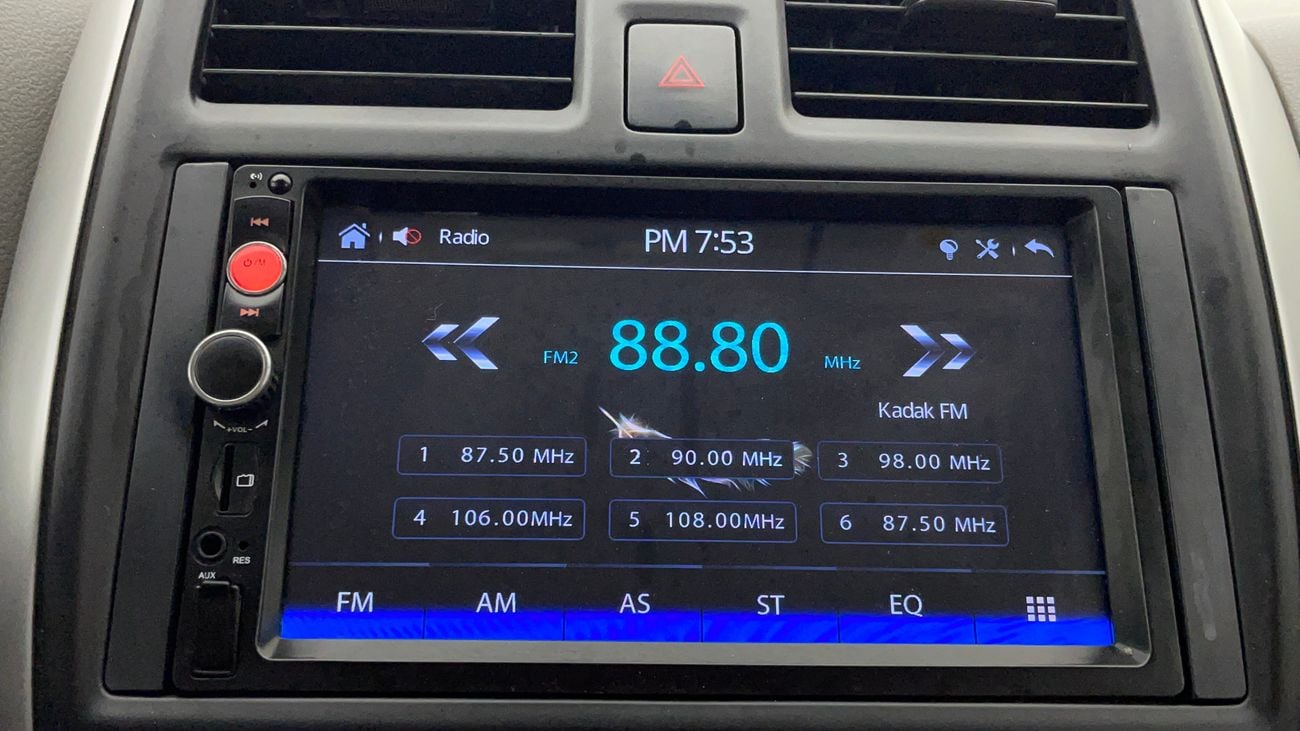 Radio PM 7:53
FM2 88.80 MHz
Kadak FM
1 87.50 MHz 2 90.00 MHz 3 98.00 MHz
4 106.00MHz 5 108.00MHz 6 87.50 MHz
FM AM AS ST EQ
/M
+VOL-
RES
AUX